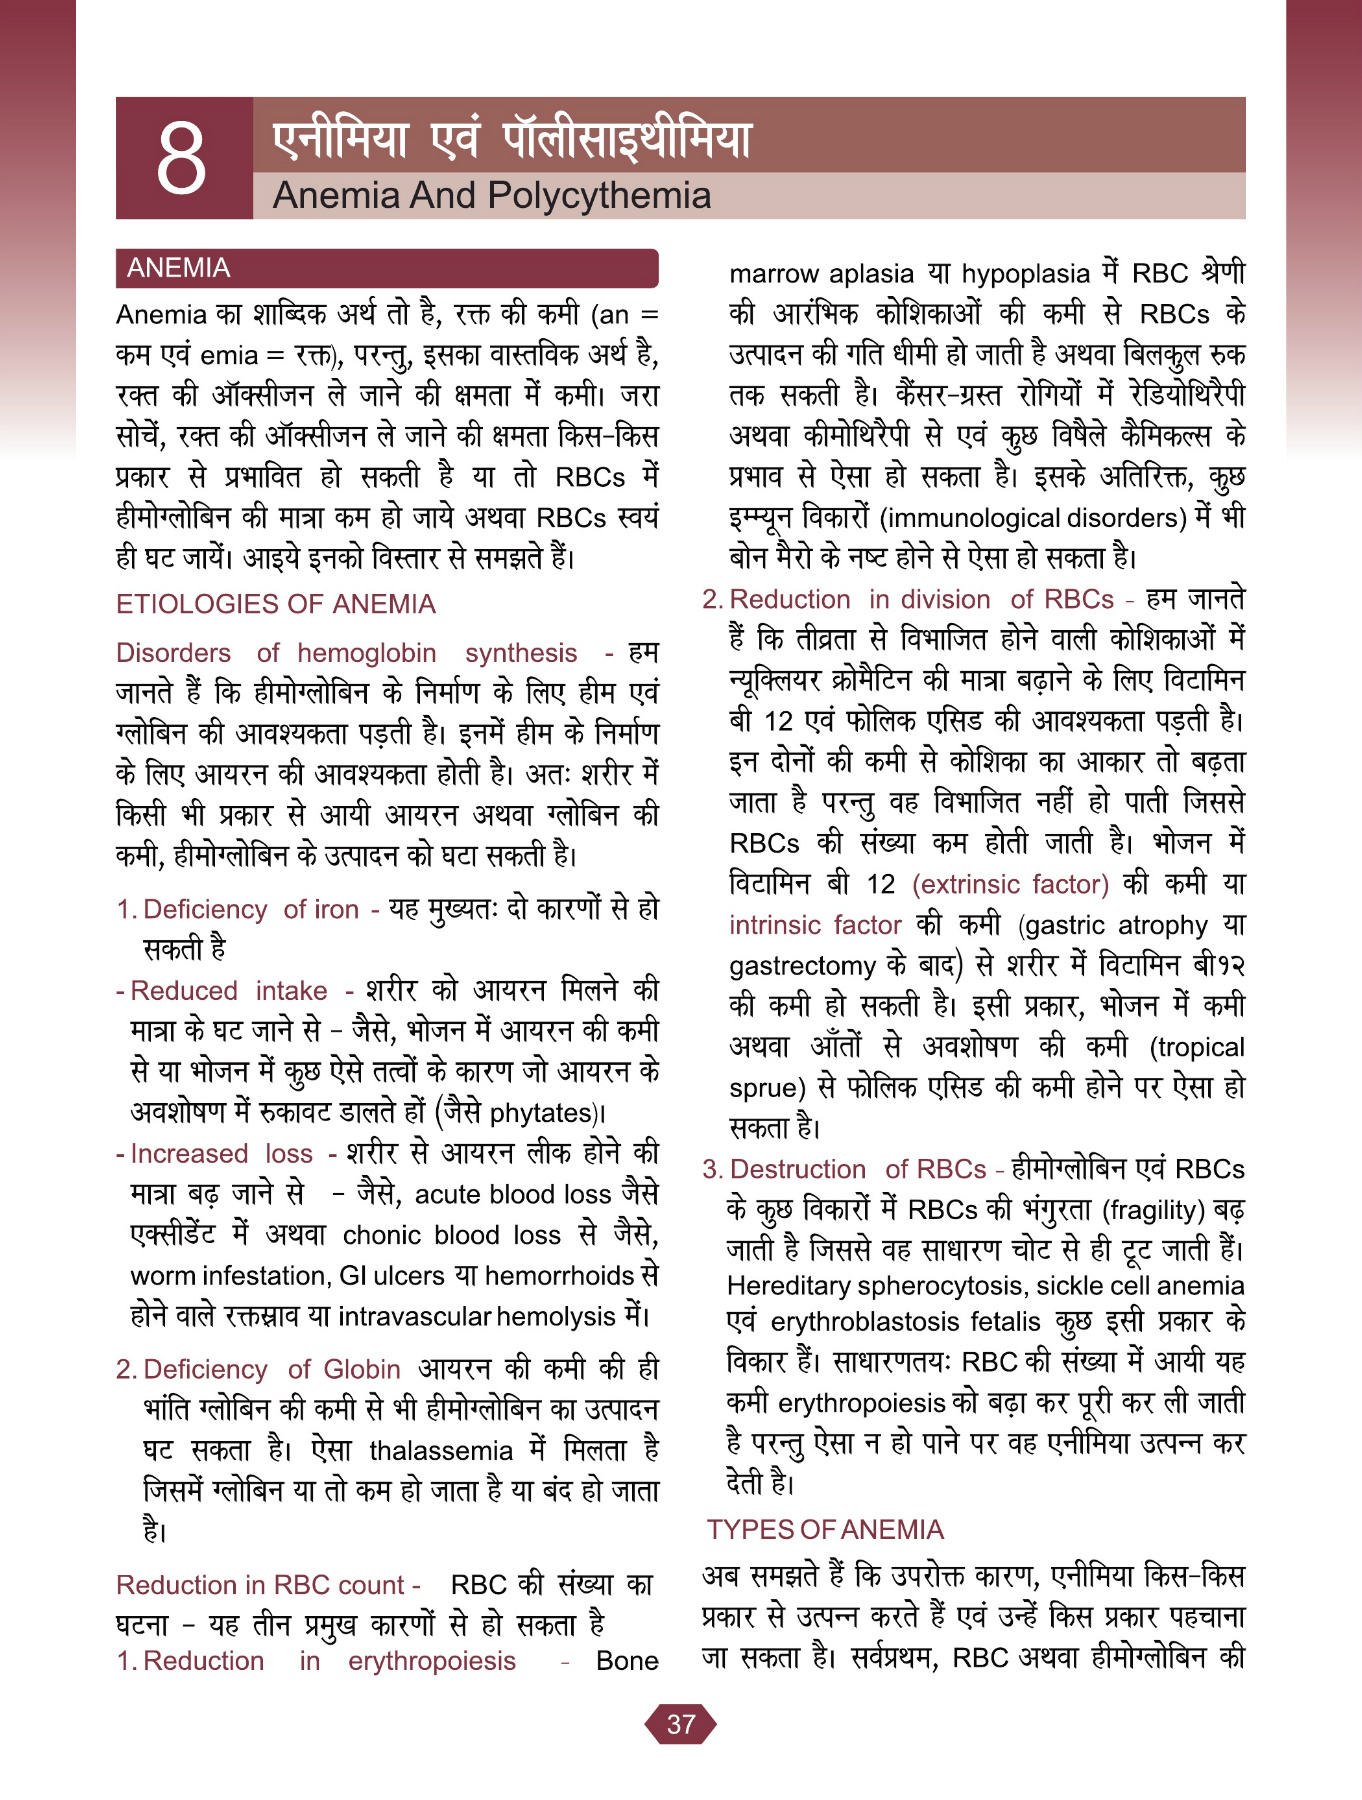 8
एनीमिया एवं पॉलीसाइथीमिया
Anemia And Polycythemia
ANEMIA
Anemia का शाब्दिक अर्थ तो है, रक्त की कमी (an =
कम एवं emia = रक्त), परन्तु, इसका वास्तविक अर्थ है,
रक्त की ऑक्सीजन ले जाने की क्षमता में कमी। जरा
सोचें, रक्त की ऑक्सीजन ले जाने की क्षमता किस-किस
प्रकार से प्रभावित हो सकती है या तो RBCs में
हीमोग्लोबिन की मात्रा कम हो जाये अथवा RBCs स्वयं
ही घट जायें। आइये इनको विस्तार से समझते हैं।
ETIOLOGIES OF ANEMIA
Disorders of hemoglobin synthesis - हम
जानते हैं कि हीमोग्लोबिन के निर्माण के लिए हीम एवं
ग्लोबिन की आवश्यकता पड़ती है। इनमें हीम के निर्माण
के लिए आयरन की आवश्यकता होती है। अतः शरीर में
किसी भी प्रकार से आयी आयरन अथवा ग्लोबिन की
कमी, हीमोग्लोबिन के उत्पादन को घटा सकती है।
1. Deficiency of iron - यह मुख्यतः दो कारणों से हो
सकती है
- Reduced intake - शरीर को आयरन मिलने की
मात्रा के घट जाने से - जैसे, भोजन में आयरन की कमी
से या भोजन में कुछ ऐसे तत्वों के कारण जो आयरन के
अवशोषण में रुकावट डालते हों (जैसे phytates)।
- Increased loss - शरीर से आयरन लीक होने की
मात्रा बढ़ जाने से - जैसे, acute blood loss जैसे
एक्सीडेंट में अथवा chonic blood loss से जैसे,
worm infestation, GI ulcers या hemorrhoids से
होने वाले रक्तस्राव या intravascular hemolysis में।
2. Deficiency of Globin आयरन की कमी की ही
भांति ग्लोबिन की कमी से भी हीमोग्लोबिन का उत्पादन
घट सकता है। ऐसा thalassemia में मिलता है
जिसमें ग्लोबिन या तो कम हो जाता है या बंद हो जाता
है।
Reduction in RBC count - RBC की संख्या का
घटना - यह तीन प्रमुख कारणों से हो सकता है
1. Reduction in erythropoiesis - Bone
marrow aplasia या hypoplasia में RBC श्रेणी
की आरंभिक कोशिकाओं की कमी से RBCs के
उत्पादन की गति धीमी हो जाती है अथवा बिलकुल रुक
तक सकती है। कैंसर-ग्रस्त रोगियों में रेडियोथिरैपी
अथवा कीमोथिरैपी से एवं कुछ विषैले कैमिकल्स के
प्रभाव से ऐसा हो सकता है। इसके अतिरिक्त, कुछ
इम्म्यून विकारों (immunological disorders) में भी
बोन मैरो के नष्ट होने से ऐसा हो सकता है।
2. Reduction in division of RBCs - हम जानते
हैं कि तीव्रता से विभाजित होने वाली कोशिकाओं में
न्यूक्लियर क्रोमैटिन की मात्रा बढ़ाने के लिए विटामिन
बी 12 एवं फोलिक एसिड की आवश्यकता पड़ती है।
इन दोनों की कमी से कोशिका का आकार तो बढ़ता
जाता है परन्तु वह विभाजित नहीं हो पाती जिससे
RBCs की संख्या कम होती जाती है। भोजन में
विटामिन बी 12 (extrinsic factor) की कमी या
intrinsic factor की कमी (gastric atrophy या
gastrectomy के बाद) से शरीर में विटामिन बी१२
की कमी हो सकती है। इसी प्रकार, भोजन में कमी
अथवा आँतों से अवशोषण की कमी (tropical
sprue) से फोलिक एसिड की कमी होने पर ऐसा हो
सकता है।
3. Destruction of RBCs - हीमोग्लोबिन एवं RBCs
के कुछ विकारों में RBCs की भंगुरता (fragility) बढ़
जाती है जिससे वह साधारण चोट से ही टूट जाती हैं।
Hereditary spherocytosis, sickle cell anemia
एवं erythroblastosis fetalis कुछ इसी प्रकार के
विकार हैं। साधारणतयः RBC की संख्या में आयी यह
कमी erythropoiesis को बढ़ा कर पूरी कर ली जाती
है परन्तु ऐसा न हो पाने पर वह एनीमिया उत्पन्न कर
देती है।
TYPES OF ANEMIA
अब समझते हैं कि उपरोक्त कारण, एनीमिया किस-किस
प्रकार से उत्पन्न करते हैं एवं उन्हें किस प्रकार पहचाना
जा सकता है। सर्वप्रथम, RBC अथवा हीमोग्लोबिन की
37